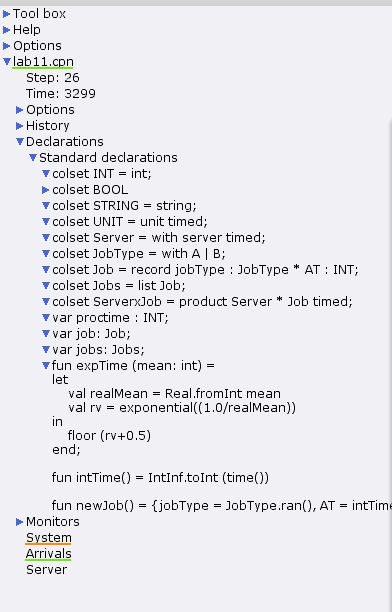 Tool box
Help
Options
lab11.cpn
Step: 26
Time: 3299
Options
History
Declarations
Standard declarations
colset INT = int;
colset BOOL
colset STRING = string;
colset UNIT = unit timed;
colset Server = with server timed;
colset JobType = with A | B;
colset Job = record jobType : JobType * AT : INT;
colset Jobs = list Job;
colset ServerxJob = product Server * Job timed;
var proctime : INT;
var job: Job;
var jobs: Jobs;
fun expTime (mean: int) =
let
val realMean = Real.fromInt mean
val rv = exponential((1.0/realMean))
in
floor (rv+0.5)
end;
fun intTime() = IntInf.toInt (time())
fun newJob() = {jobType = JobType.ran(), AT = intTime
Monitors
System
Arrivals
Server